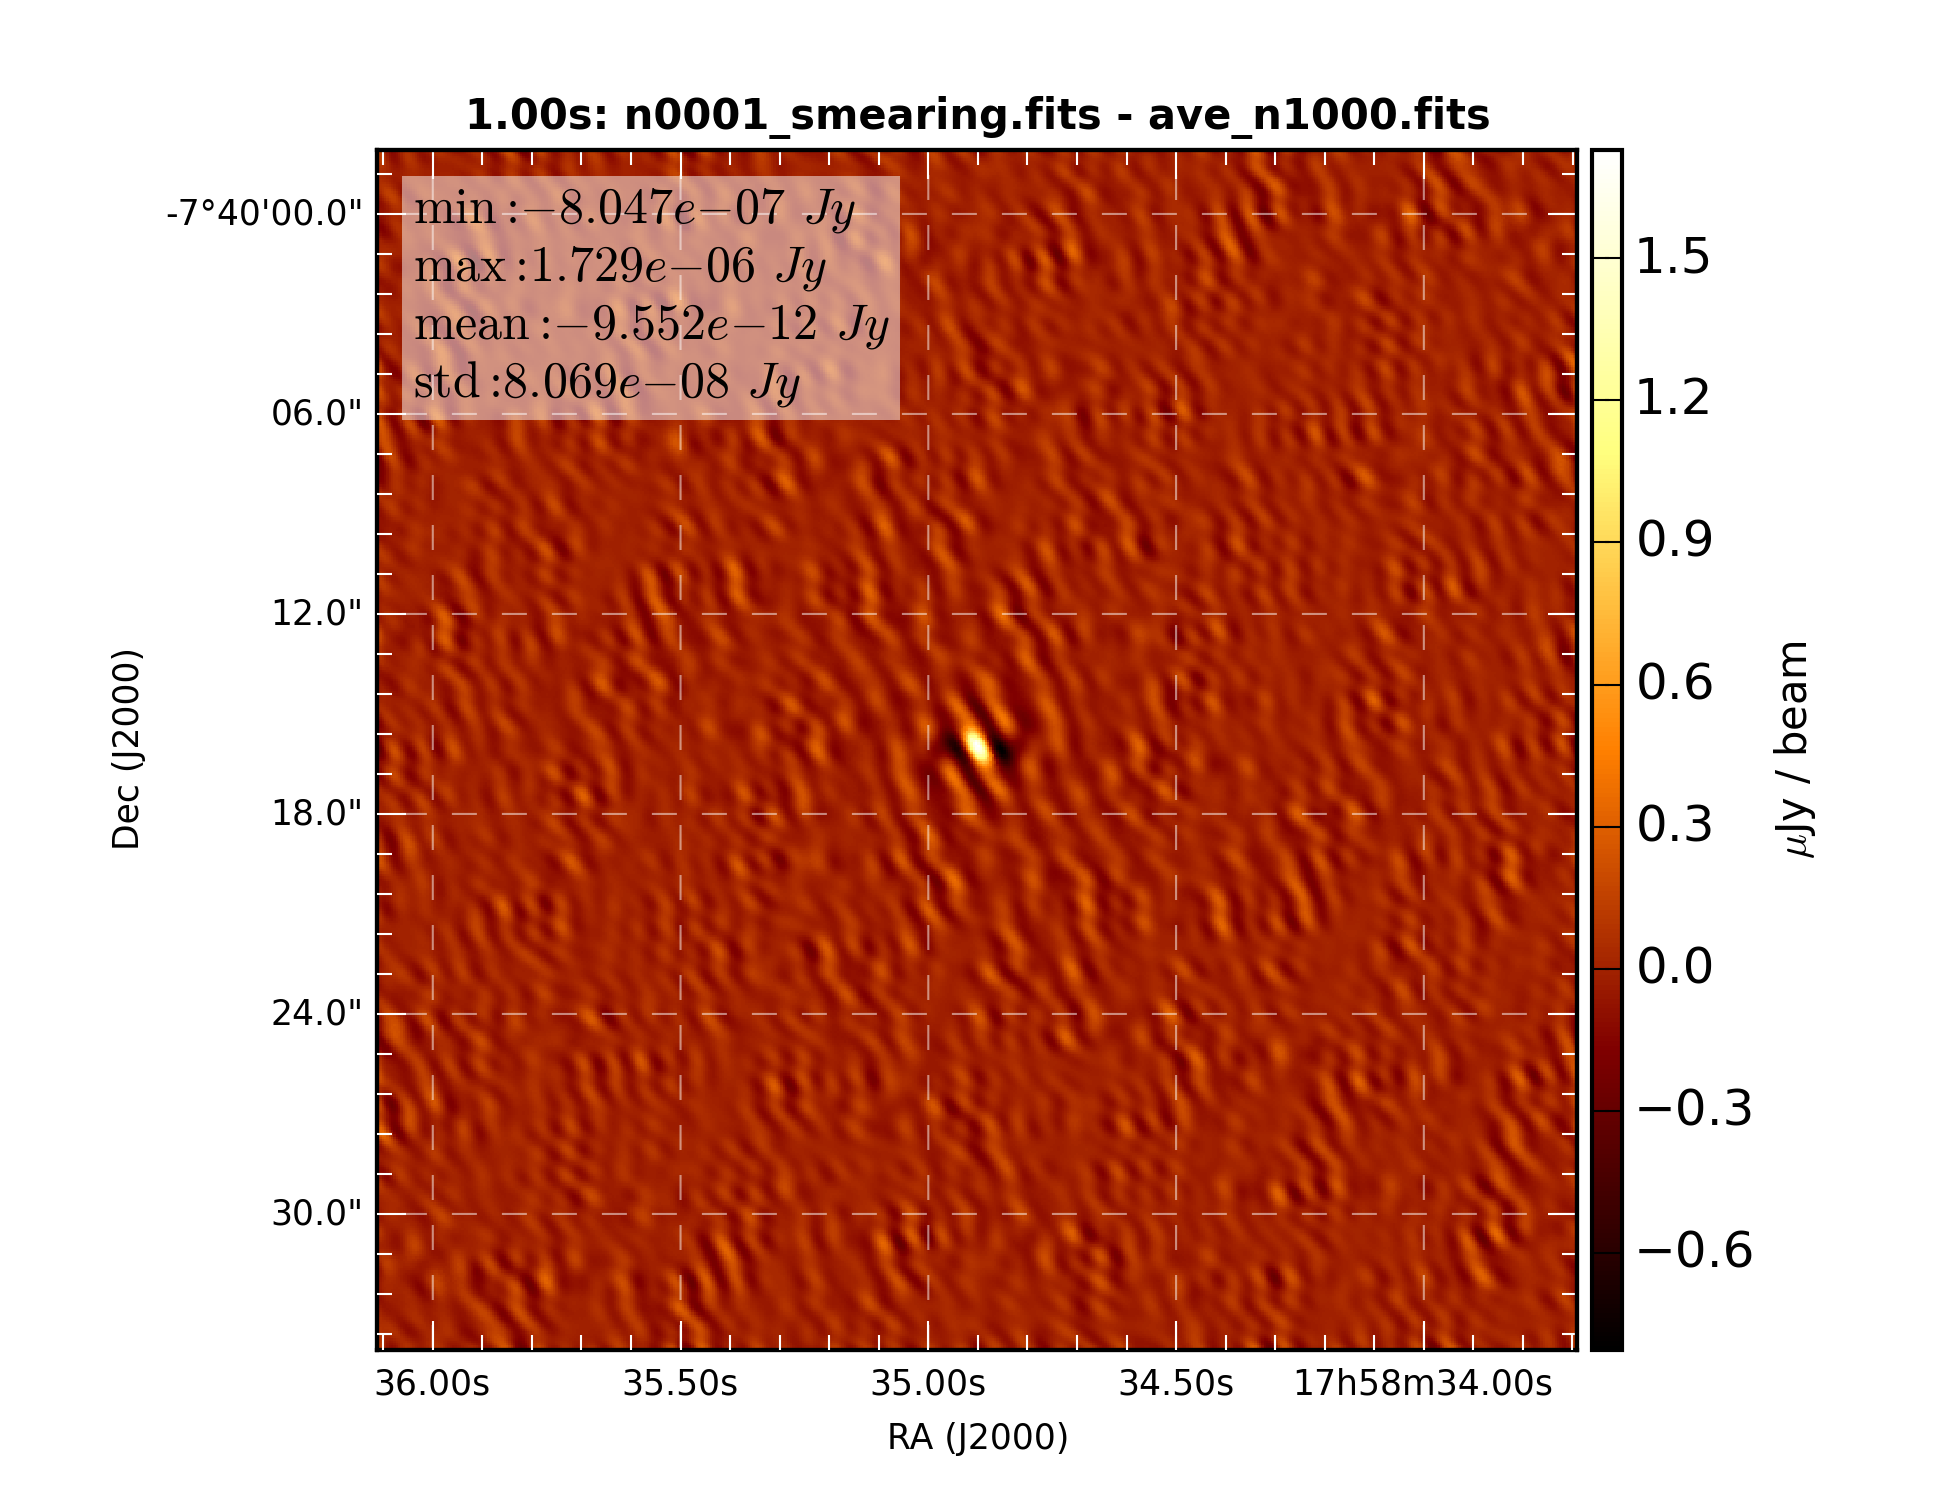 1.00s: n0001_smearing.fits - ave_n1000.fits
min :−8.047e−07 Jy
max :1.729e−06 Jy
mean :−9.552e−12 Jy
std :8.069e−08 Jy
-7°40'00.0"
06.0"
12.0"
18.0"
24.0"
30.0"
Dec (J2000)
36.00s
35.50s
35.00s
34.50s
17h58m34.00s
RA (J2000)
1.5
1.2
0.9
0.6
0.3
0.0
−0.3
−0.6
μJy / beam